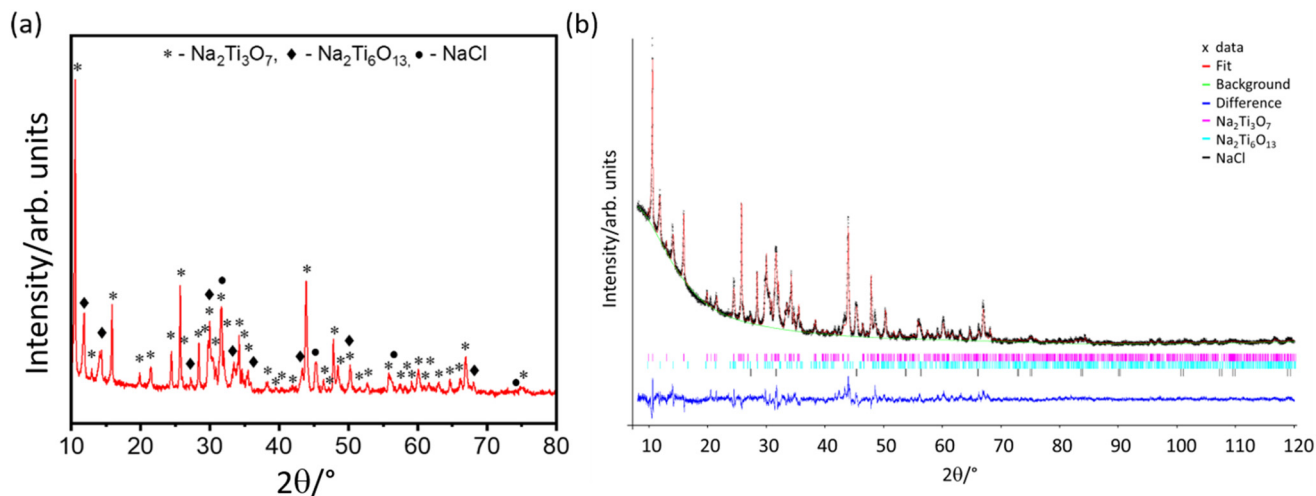 (a)
* - Na₂Ti₃O₇, ♦ - Na₂Ti₆O₁₃, ● - NaCl
Intensity/arb. units
10 20 30 40 50 60 70 80
2θ/°
(b)
x data
Fit
Background
Difference
Na₂Ti₃O₇
Na₂Ti₆O₁₃
NaCl
Intensity/arb. units
10 20 30 40 50 60 70 80 90 100 110 120
2θ/°